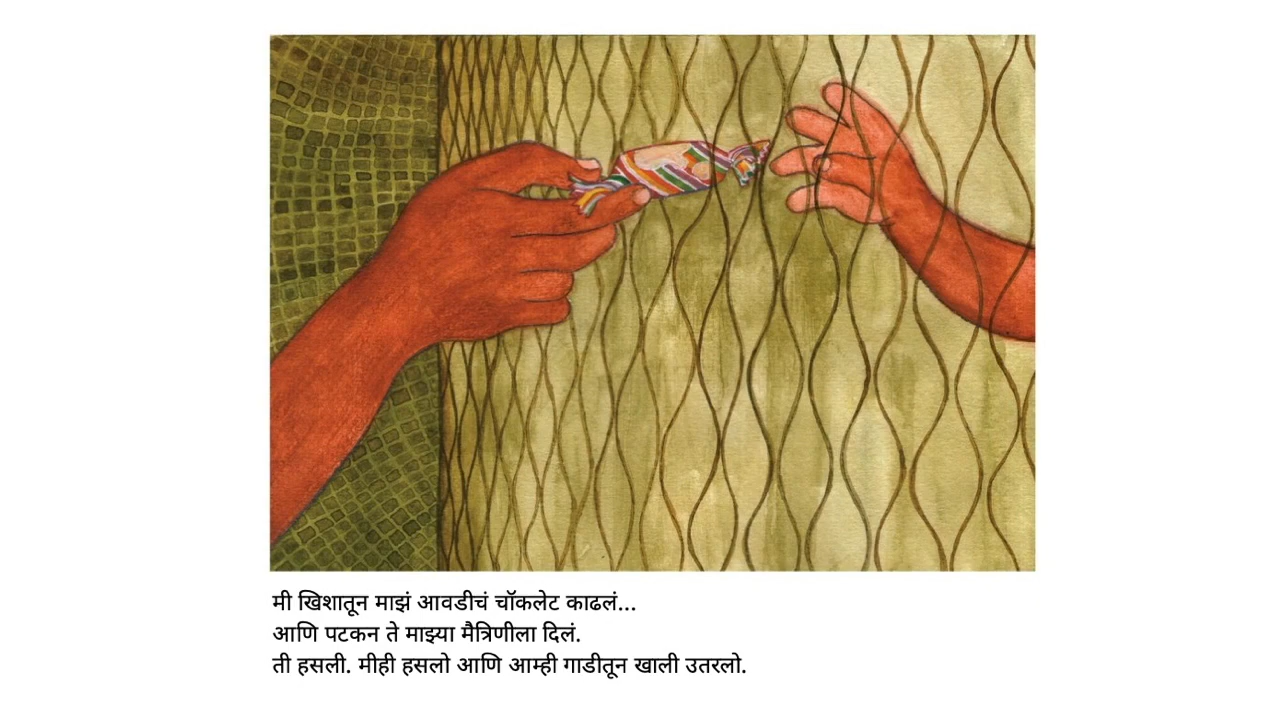 मी खिशातून माझं आवडीचं चॉकलेट काढलं...
आणि पटकन ते माझ्या मैत्रिणीला दिलं.
ती हसली. मीही हसलो आणि आम्ही गाडीतून खाली उतरलो.